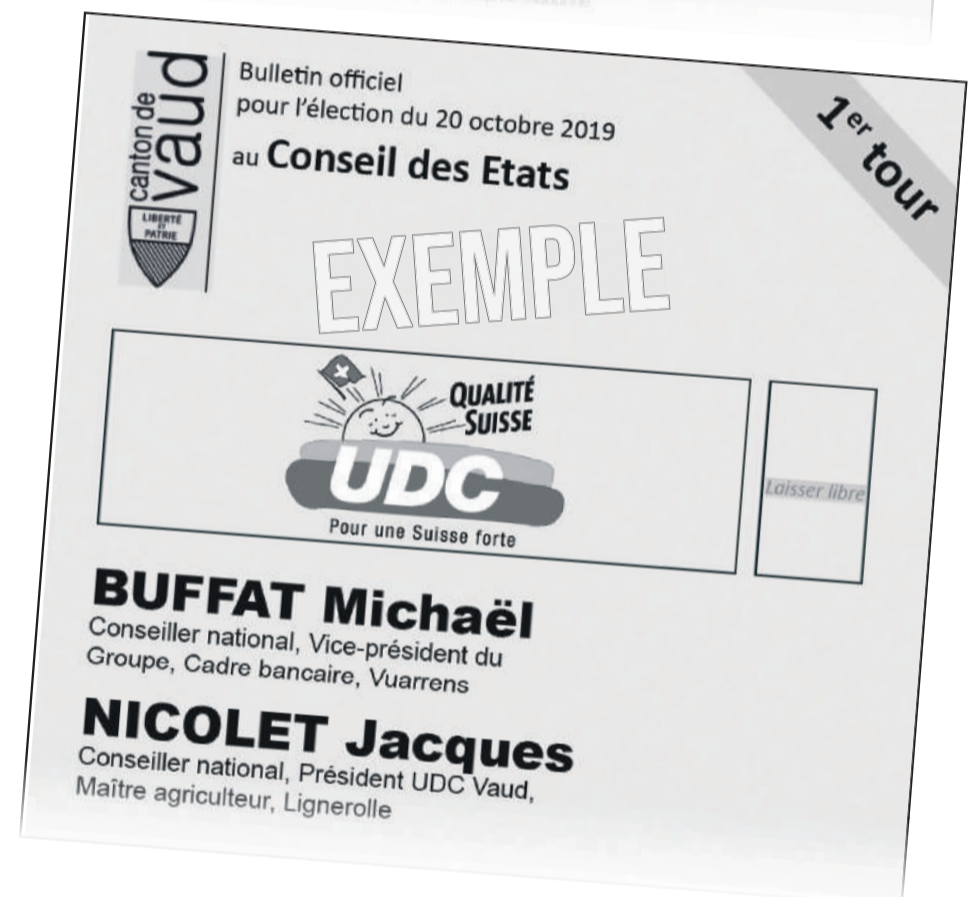 canton de
vaud
LIBERTÉ
ET
PATRIE
Bulletin officiel
pour l'élection du 20 octobre 2019
au Conseil des Etats
1er tour
EXEMPLE
QUALITÉ
SUISSE
UDC
Pour une Suisse forte
Laisser libre
BUFFAT Michaël
Conseiller national, Vice-président du
Groupe, Cadre bancaire, Vuarrens
NICOLET Jacques
Conseiller national, Président UDC Vaud,
Maître agriculteur, Lignerolle